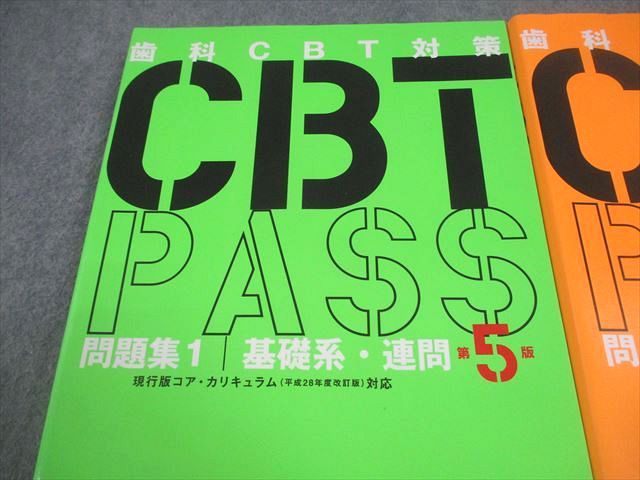 歯科CBT対策
CBT
PASS
問題集1 基礎系・連問 第5版
現行版コア・カリキュラム（平成28年度改訂版）対応
歯科
C
P
問